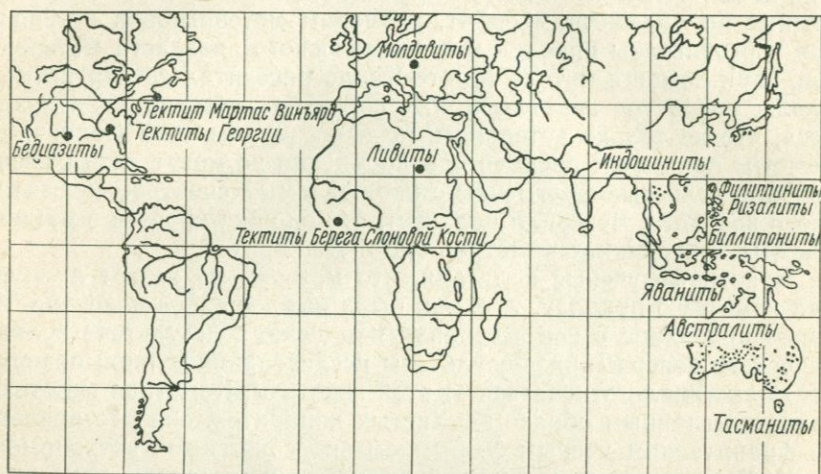 Молдавиты
Тектит Мартас Винъярд
Тектиты Георгии
Бедиазиты
Ливиты
Индошиниты
Филиппиниты
Ризалиты
Тектиты Берега Слоновой Кости
Биллитониты
Яваниты
Австралиты
Тасманиты